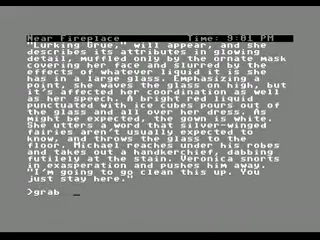 Near Fireplace Time: 9:01 PM
"Lurking Grue," will appear, and she
describes its attributes in glowing
detail, muffled only by the ornate mask
covering her face and slurred by the
effects of whatever liquid it is she
has in a large glass. Emphasizing a
point, she waves the glass on high, but
it's affected her coordination as well
as her speech. A bright red liquid
punctuated with ice cubes pours out of
the glass and all over her dress. As
might be expected, the gown is white.
She utters a word that silver-winged
fairies aren't usually expected to
know, and throws the glass to the
floor. Michael reaches under his robes
and takes out a handkerchief, dabbing
futilely at the stain. Veronica snorts
in exasperation and pushes him away.
"I'm going to go clean this up. You
just stay here."
>grab